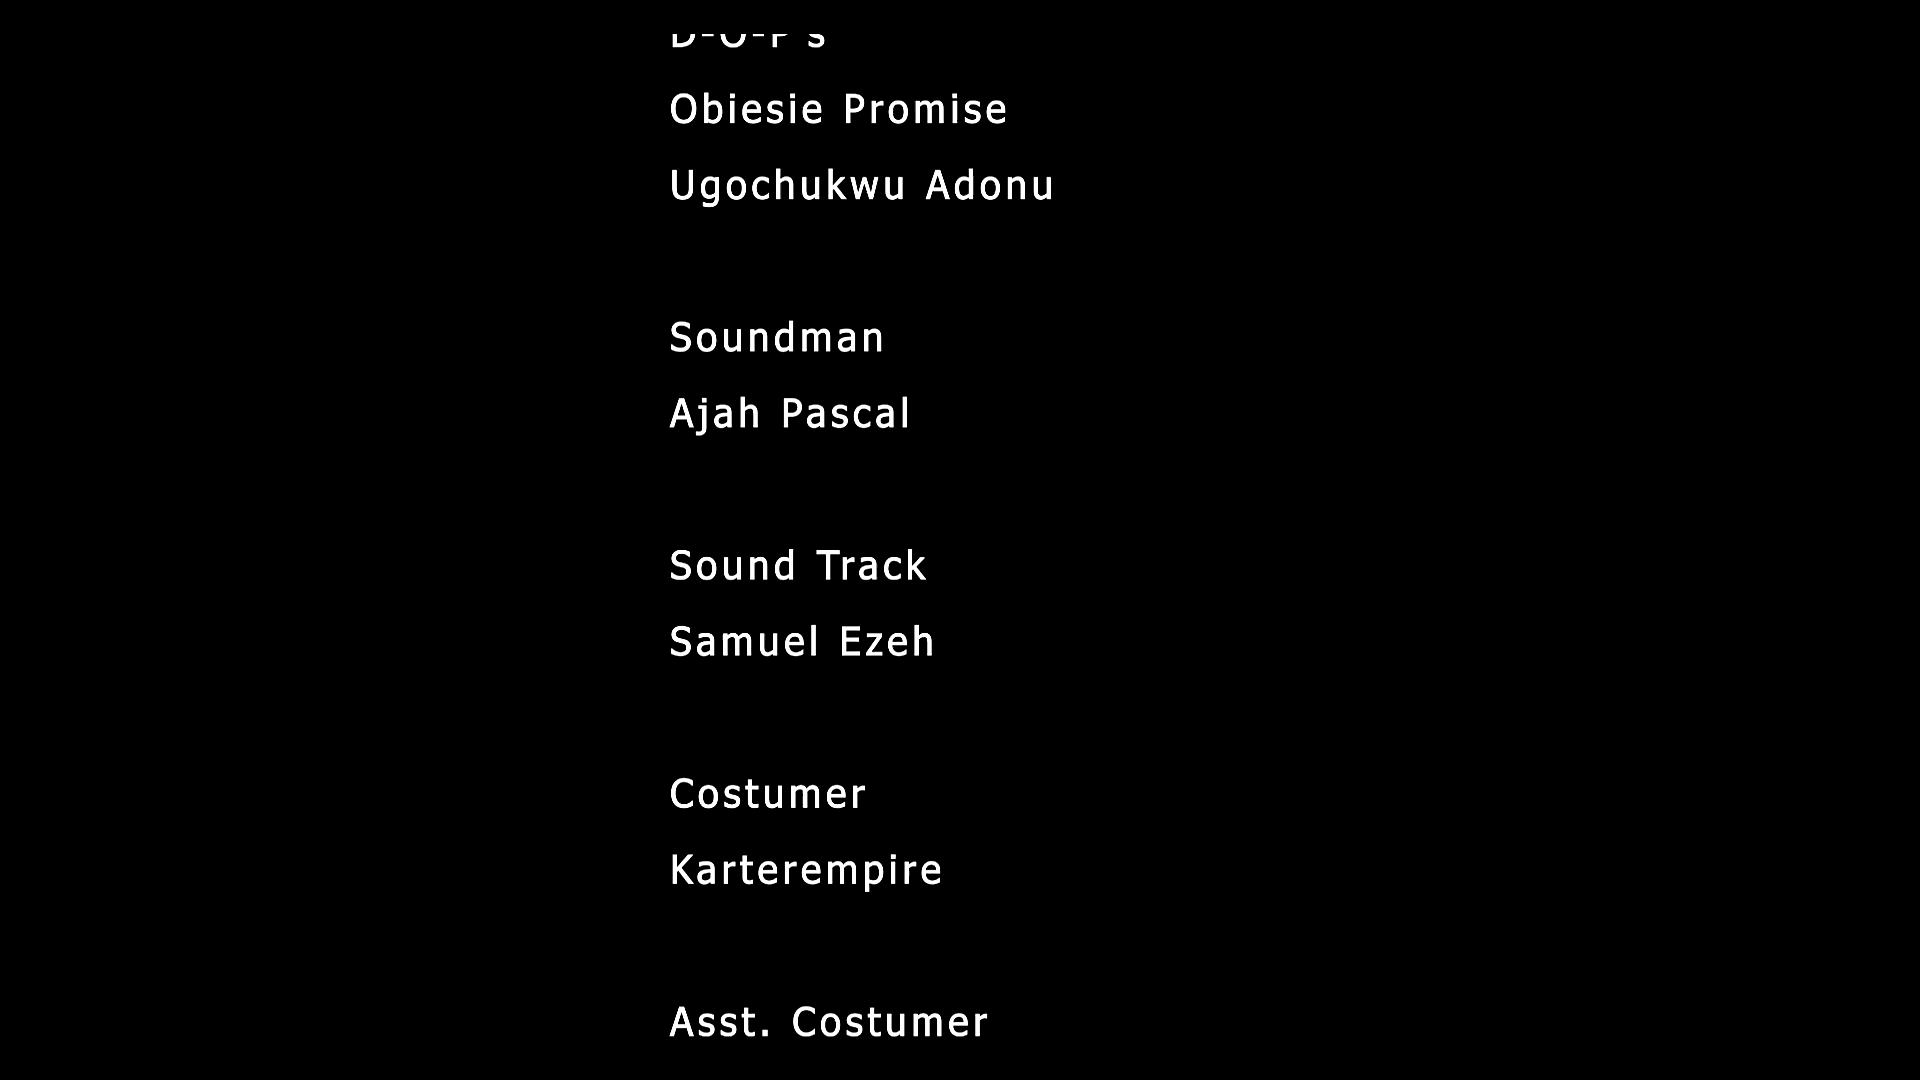 D-O-P's
Obiesie Promise
Ugochukwu Adonu
Soundman
Ajah Pascal
Sound Track
Samuel Ezeh
Costumer
Karterempire
Asst. Costumer